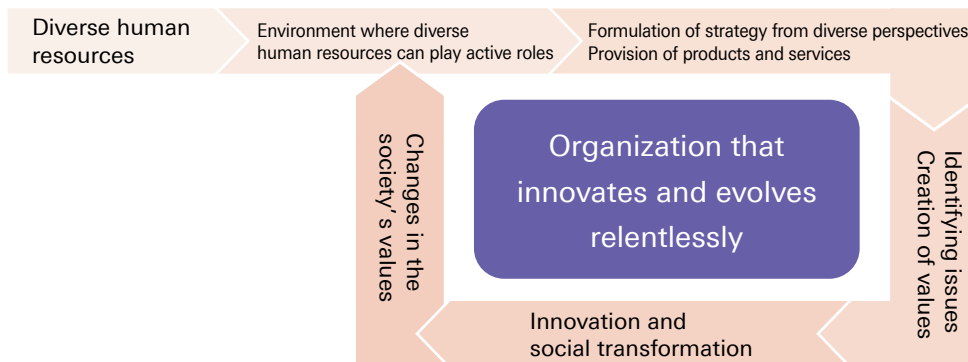 Diverse human
resources
Environment where diverse
human resources can play active roles
Formulation of strategy from diverse perspectives
Provision of products and services
Identifying issues
Creation of values
Innovation and
social transformation
Changes in the
society’s values
Organization that
innovates and evolves
relentlessly